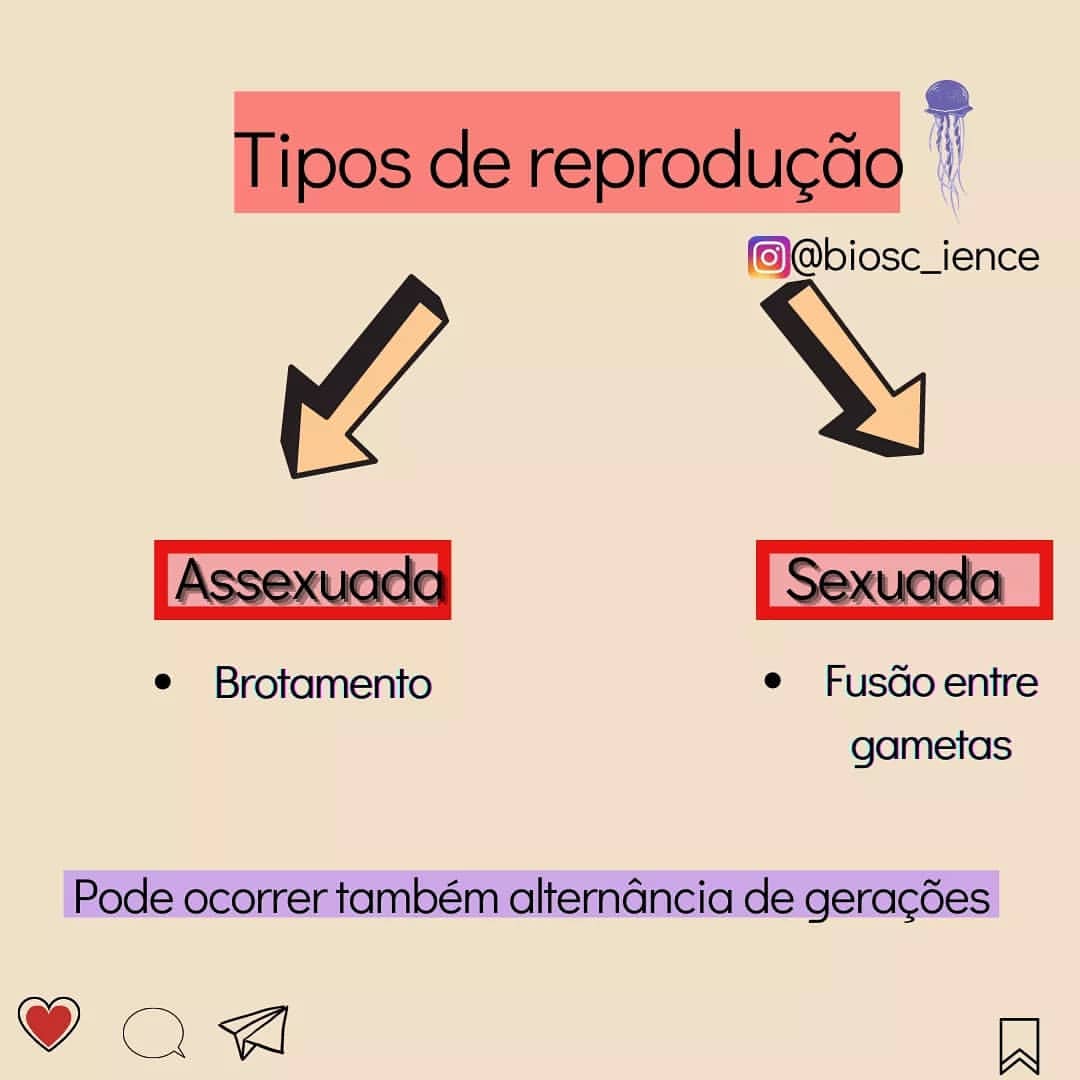 Tipos de reprodução
@biosc_ience
Assexuada
Sexuada
• Brotamento
• Fusão entre
gametas
Pode ocorrer também alternância de gerações